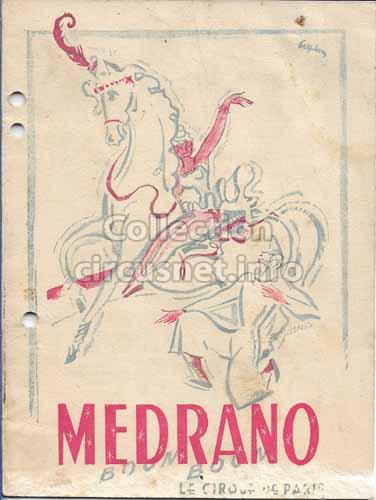 Collection
circusnet.info
MEDRANO
BOUM BOUM
LE CIRQUE DE PARIS